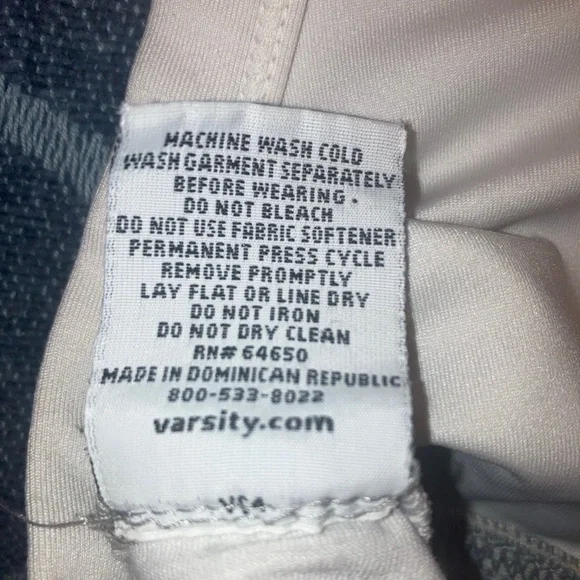 MACHINE WASH COLD
WASH GARMENT SEPARATELY
BEFORE WEARING.
DO NOT BLEACH
DO NOT USE FABRIC SOFTENER
PERMANENT PRESS CYCLE
REMOVE PROMPTLY
LAY FLAT OR LINE DRY
DO NOT IRON
DO NOT DRY CLEAN
RN# 64650
MADE IN DOMINICAN REPUBLIC
800-533-8022
varsity.com